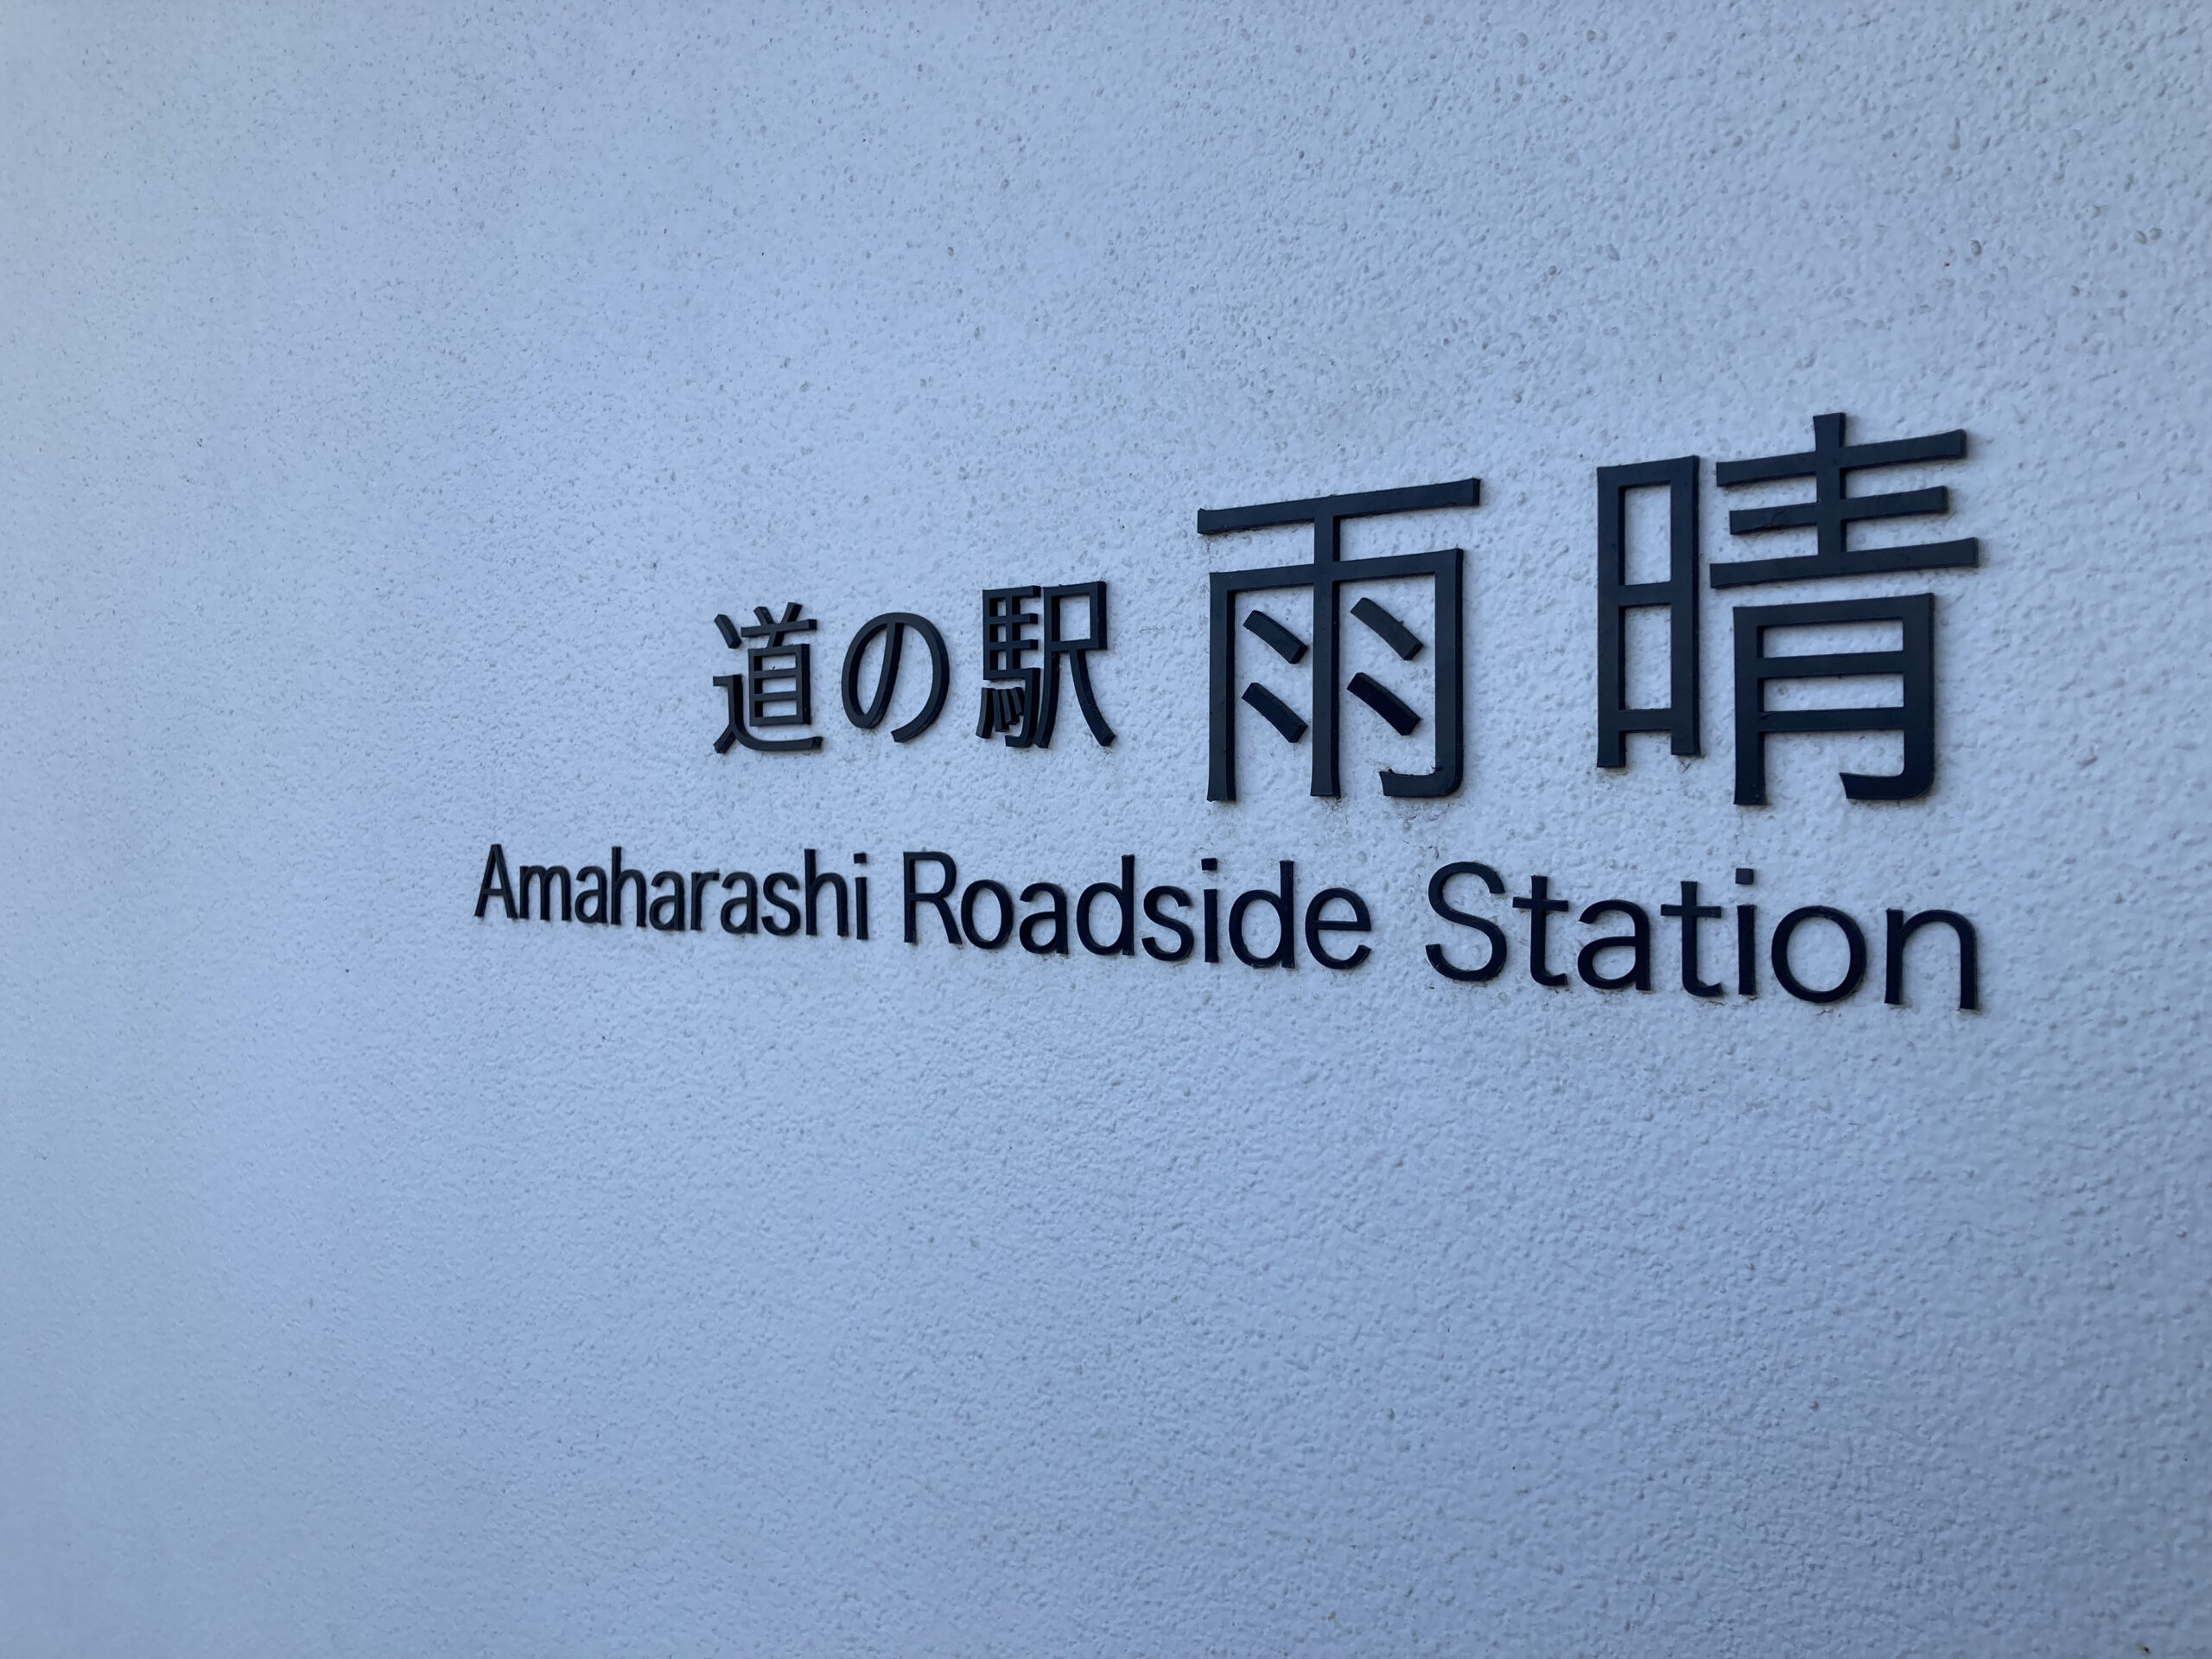 道の駅 雨晴
Amaharashi Roadside Station